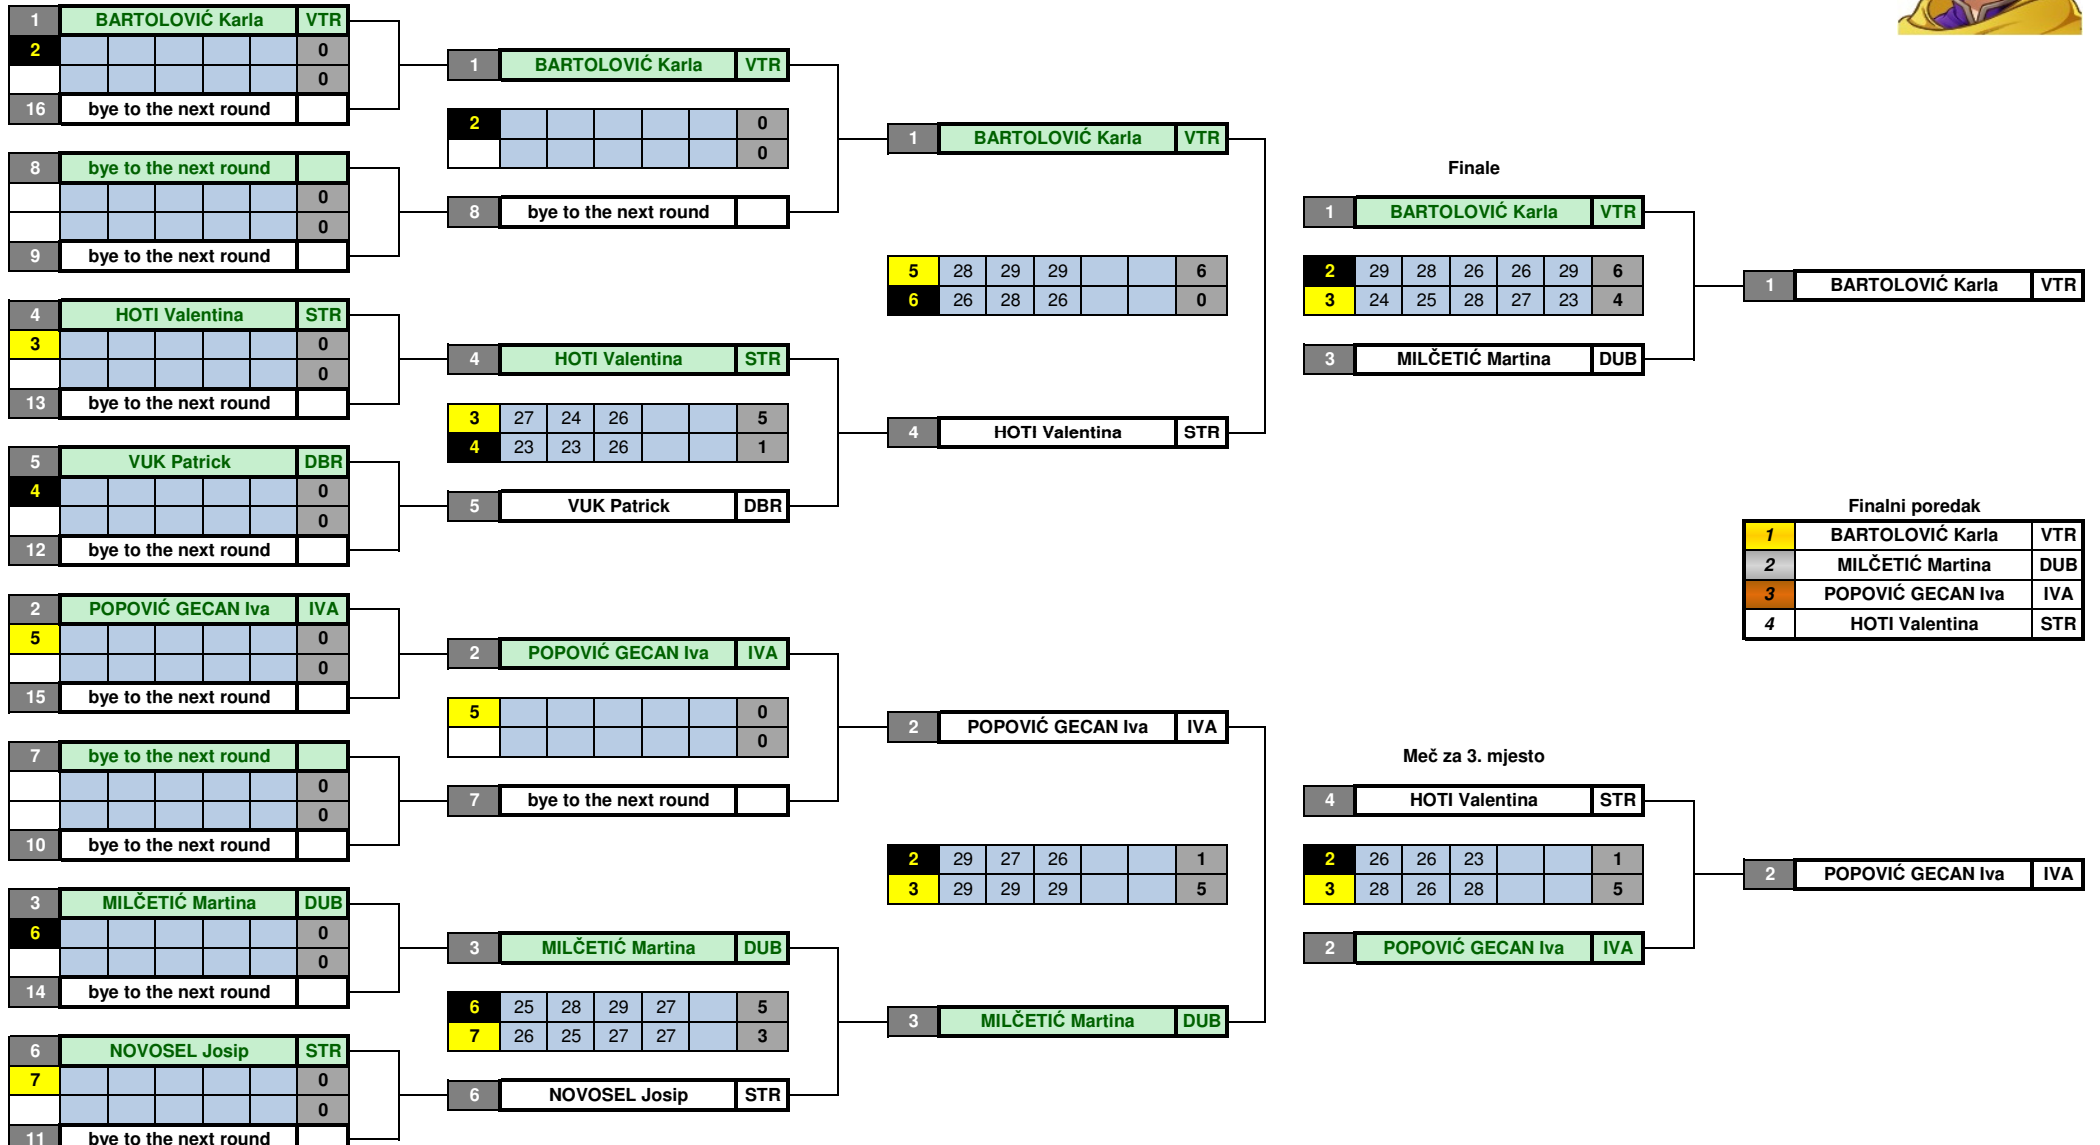 1 BARTOLOVIĆ Karla VTR
2 0
0
16 bye to the next round
8 bye to the next round
0
0
9 bye to the next round
4 HOTI Valentina STR
3 0
0
13 bye to the next round
5 VUK Patrick DBR
4 0
0
12 bye to the next round
2 POPOVIĆ GECAN Iva IVA
5 0
0
15 bye to the next round
7 bye to the next round
0
0
10 bye to the next round
3 MILČETIĆ Martina DUB
6 0
0
14 bye to the next round
6 NOVOSEL Josip STR
7 0
0
11 bye to the next round
1 BARTOLOVIĆ Karla VTR
2 0
0
8 bye to the next round
4 HOTI Valentina STR
3 27 24 26 5
4 23 23 26 1
5 VUK Patrick DBR
2 POPOVIĆ GECAN Iva IVA
5 0
0
7 bye to the next round
3 MILČETIĆ Martina DUB
6 25 28 29 27 5
7 26 25 27 27 3
6 NOVOSEL Josip STR
1 BARTOLOVIĆ Karla VTR
5 28 29 29 6
6 26 28 26 0
4 HOTI Valentina STR
2 POPOVIĆ GECAN Iva IVA
2 29 27 26 1
3 29 29 29 5
3 MILČETIĆ Martina DUB
Finale
1 BARTOLOVIĆ Karla VTR
2 29 28 26 26 29 6
3 24 25 28 27 23 4
3 MILČETIĆ Martina DUB
Meč za 3. mjesto
4 HOTI Valentina STR
2 26 26 23 1
3 28 26 28 5
2 POPOVIĆ GECAN Iva IVA
1 BARTOLOVIĆ Karla VTR
Finalni poredak
1 BARTOLOVIĆ Karla VTR
2 MILČETIĆ Martina DUB
3 POPOVIĆ GECAN Iva IVA
4 HOTI Valentina STR
2 POPOVIĆ GECAN Iva IVA